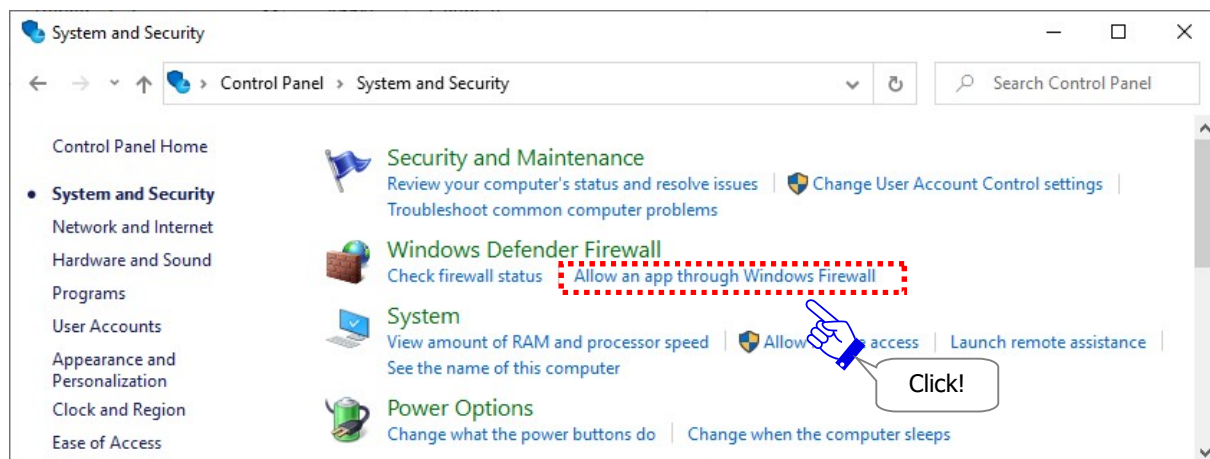 System and Security
Control Panel > System and Security
Search Control Panel
Control Panel Home
System and Security
Network and Internet
Hardware and Sound
Programs
User Accounts
Appearance and
Personalization
Clock and Region
Ease of Access
Security and Maintenance
Review your computer's status and resolve issues
Change User Account Control settings
Troubleshoot common computer problems
Windows Defender Firewall
Check firewall status
Allow an app through Windows Firewall
System
View amount of RAM and processor speed
Allow access
Launch remote assistance
See the name of this computer
Click!
Power Options
Change what the power buttons do
Change when the computer sleeps